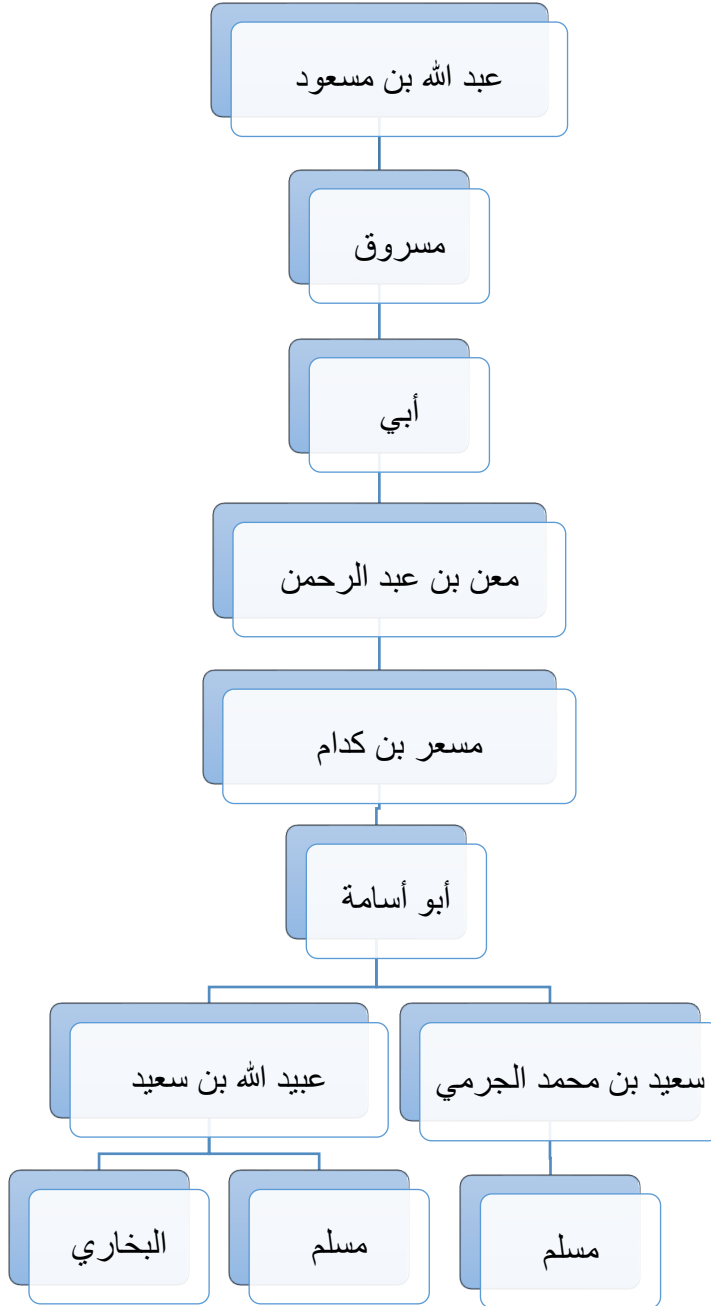 عبد الله بن مسعود
مسروق
أبي
معن بن عبد الرحمن
مسعر بن كدام
أبو أسامة
سعيد بن محمد الجرمي
عبيد الله بن سعيد
مسلم
مسلم
البخاري